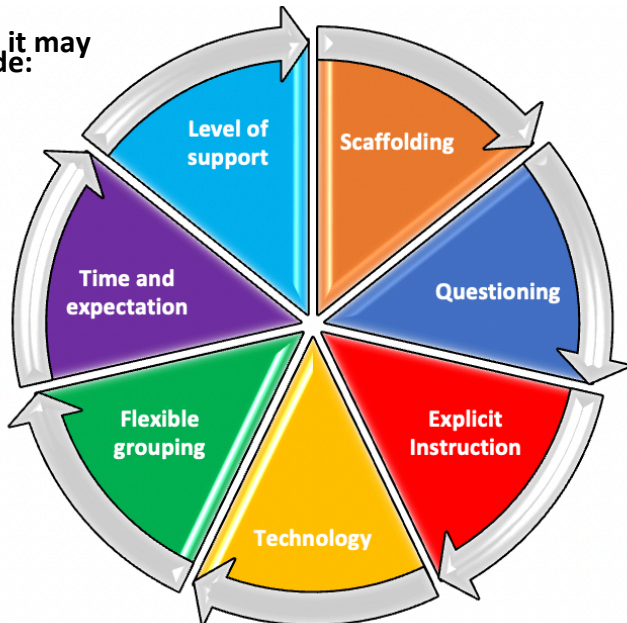 it may
de:
Level of
support
Scaffolding
Questioning
Explicit
Instruction
Technology
Flexible
grouping
Time and
expectation